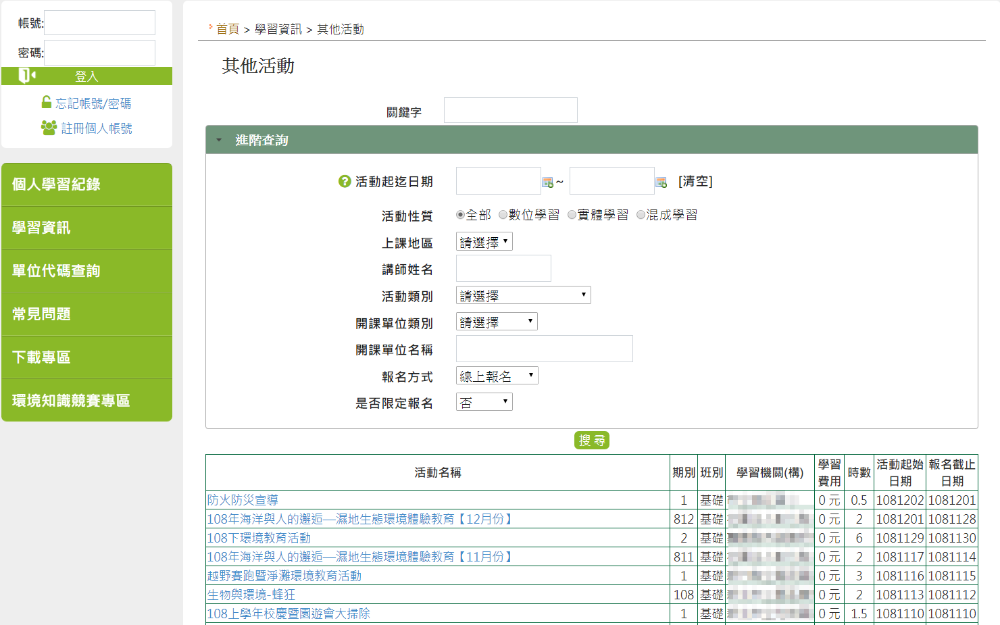 帳號:
密碼:
登入
忘記帳號/密碼
註冊個人帳號
個人學習紀錄
學習資訊
單位代碼查詢
常見問題
下載專區
環境知識競賽專區
首頁 > 學習資訊 > 其他活動
其他活動
關鍵字
進階查詢
活動起迄日期 ~ [清空]
活動性質 全部 數位學習 實體學習 混成學習
上課地區 請選擇
講師姓名
活動類別 請選擇
開課單位類別 請選擇
開課單位名稱
報名方式 線上報名
是否限定報名 否
搜 尋
活動名稱 期別 班別 學習機關(構) 學習費用 時數 活動起始日期 報名截止日期
防火防災宣導 1 基礎 0 元 0.5 1081202 1081201
108年海洋與人的邂逅—濕地生態環境體驗教育【12月份】 812 基礎 0 元 2 1081201 1081128
108下環境教育活動 2 基礎 0 元 6 1081129 1081130
108年海洋與人的邂逅—濕地生態環境體驗教育【11月份】 811 基礎 0 元 2 1081117 1081114
越野賽跑暨淨灘環境教育活動 1 基礎 0 元 3 1081116 1081115
生物與環境-蜂狂 108 基礎 0 元 2 1081113 1081112
108上學年校慶暨園遊會大掃除 1 基礎 0 元 1.5 1081110 1081110